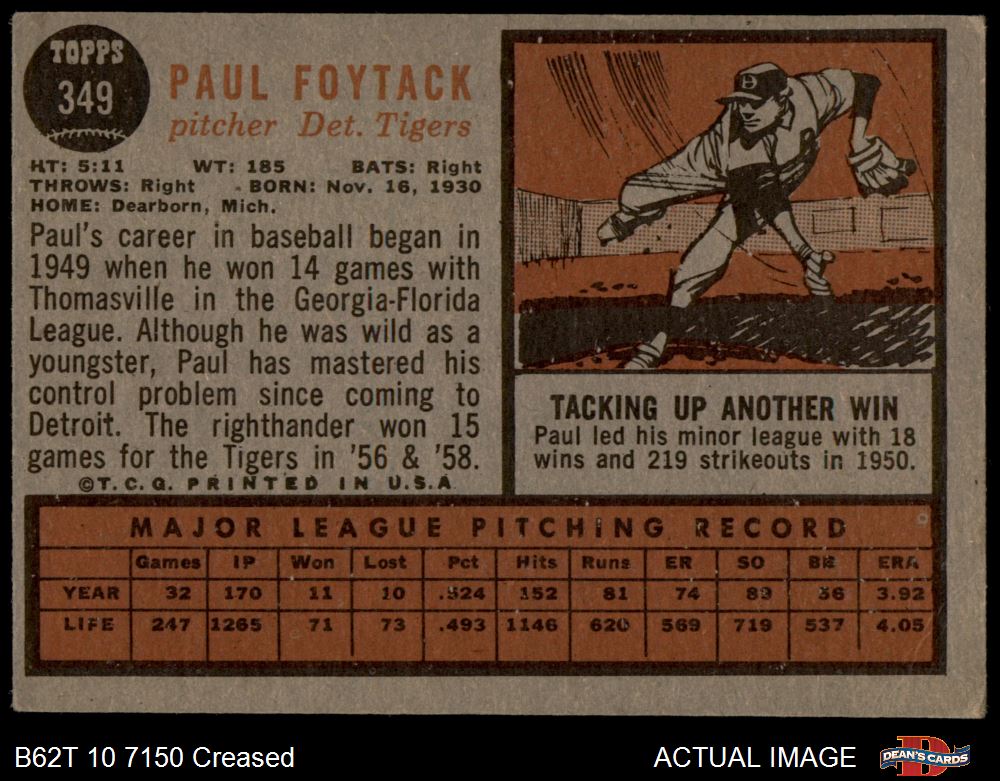 TOPPS
349
PAUL FOYTACK
pitcher Det. Tigers
HT: 5:11 WT: 185 BATS: Right
THROWS: Right BORN: Nov. 16, 1930
HOME: Dearborn, Mich.
Paul's career in baseball began in
1949 when he won 14 games with
Thomasville in the Georgia-Florida
League. Although he was wild as a
youngster, Paul has mastered his
control problem since coming to
Detroit. The righthander won 15
games for the Tigers in '56 & '58.
©T.C.G. PRINTED IN U.S.A
TACKING UP ANOTHER WIN
Paul led his minor league with 18
wins and 219 strikeouts in 1950.
MAJOR LEAGUE PITCHING RECORD
Games IP Won Lost Pct Hits Runs ER SO BB ERA
YEAR 32 170 11 10 .524 152 81 74 89 56 3.92
LIFE 247 1265 71 73 .493 1146 620 569 719 537 4.05
B62T 10 7150 Creased
ACTUAL IMAGE
DEAN'S CARDS